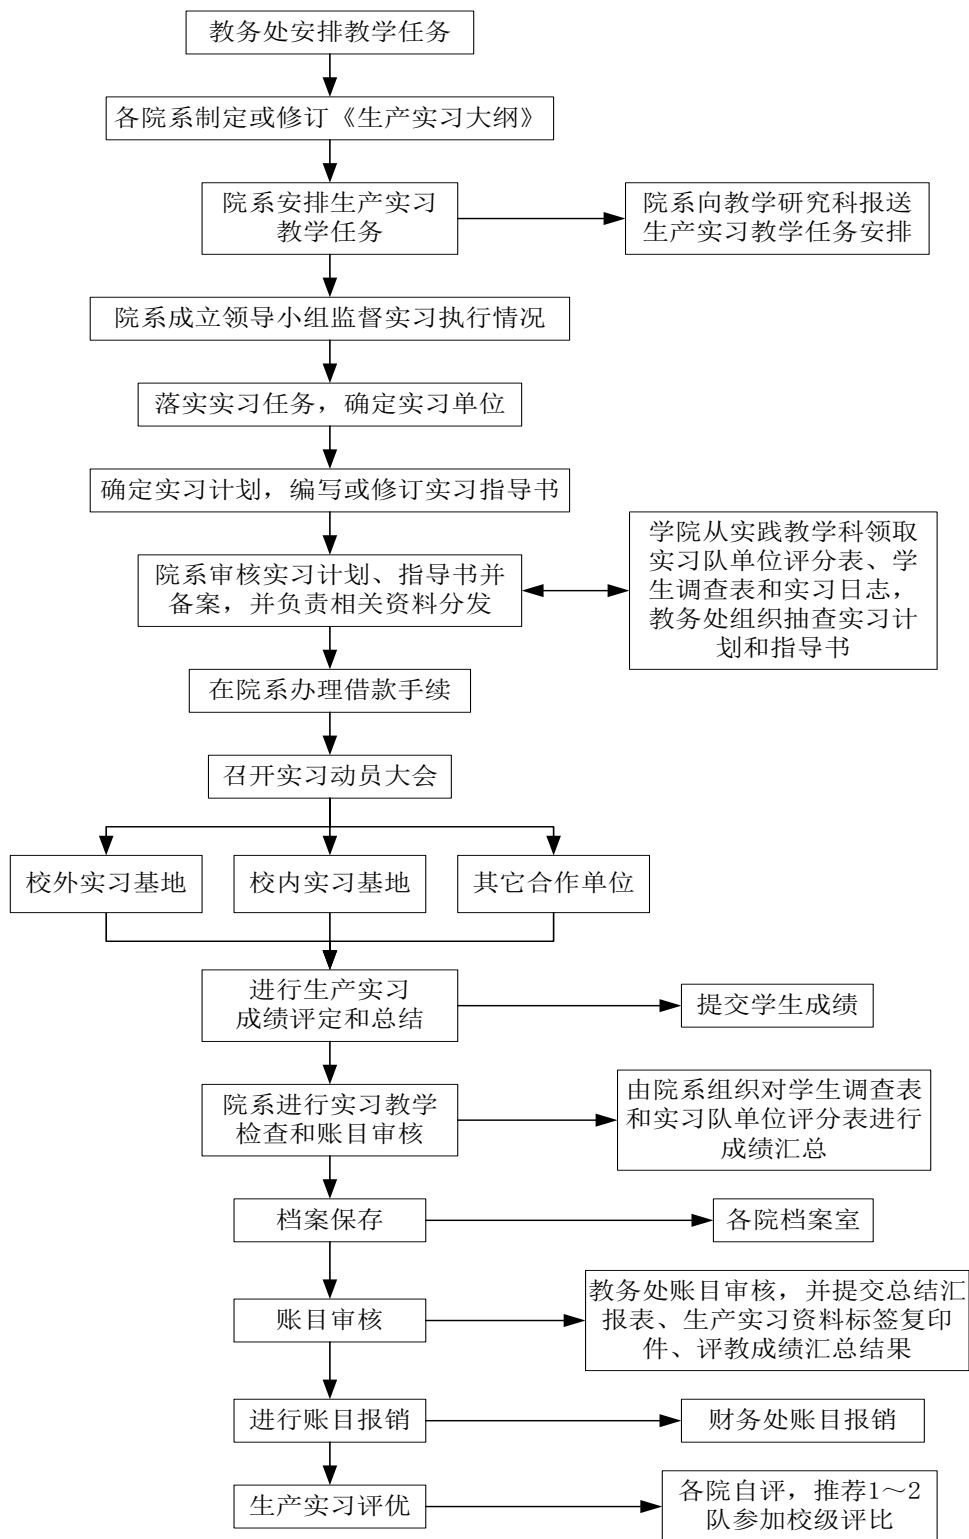 教务处安排教学任务
各院系制定或修订《生产实习大纲》
院系安排生产实习
教学任务
院系向教学研究科报送
生产实习教学任务安排
院系成立领导小组监督实习执行情况
落实实习任务，确定实习单位
确定实习计划，编写或修订实习指导书
院系审核实习计划、指导书并
备案，并负责相关资料分发
学院从实践教学科领取
实习队单位评分表、学
生调查表和实习日志，
教务处组织抽查实习计
划和指导书
在院系办理借款手续
召开实习动员大会
校外实习基地
校内实习基地
其它合作单位
进行生产实习
成绩评定和总结
提交学生成绩
院系进行实习教学
检查和账目审核
由院系组织对学生调查表
和实习队单位评分表进行
成绩汇总
档案保存
各院档案室
账目审核
教务处账目审核，并提交总结汇
报表、生产实习资料标签复印
件、评教成绩汇总结果
进行账目报销
财务处账目报销
生产实习评优
各院自评，推荐1～2
队参加校级评比